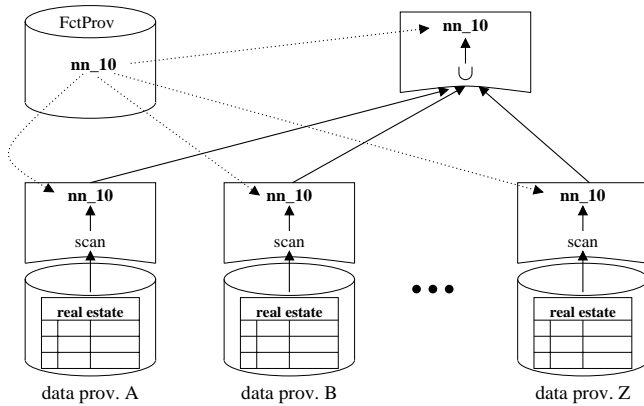 FctProv
nn_10
nn_10
∪
nn_10
nn_10
nn_10
scan
scan
scan
real estate
real estate
real estate
data prov. A
data prov. B
data prov. Z